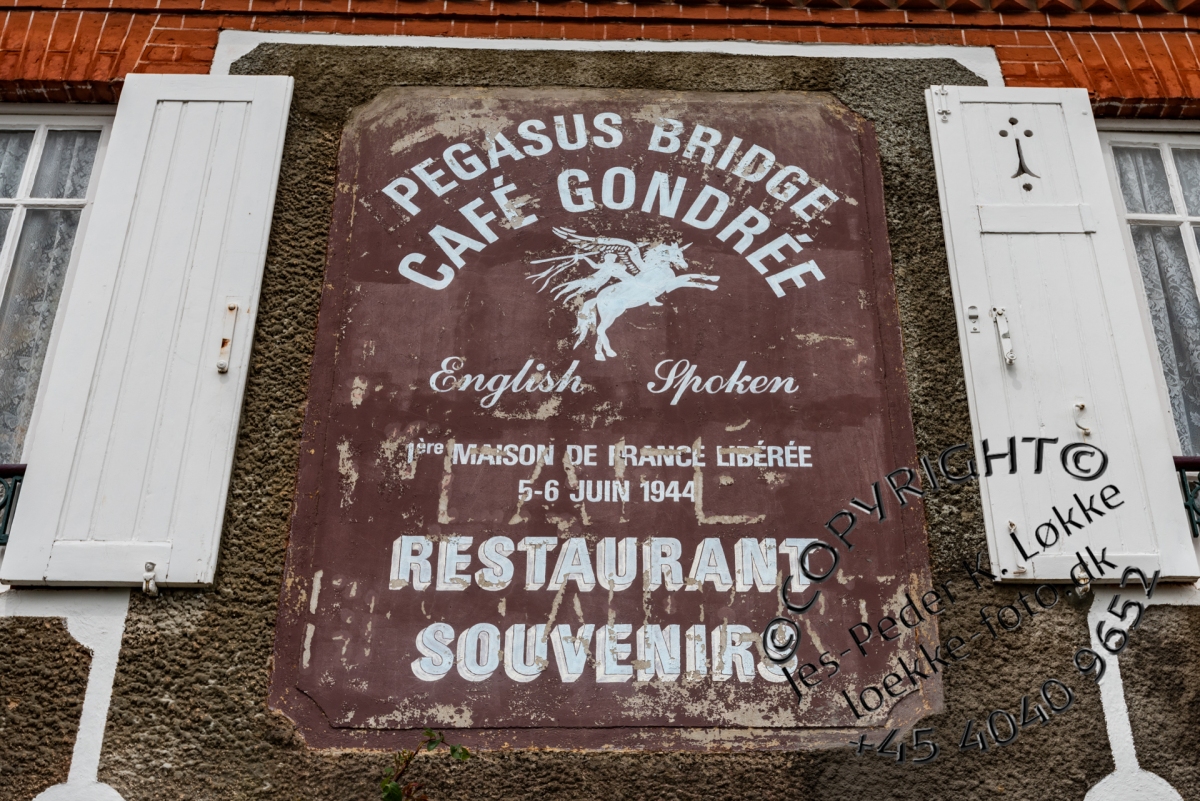 PEGASUS BRIDGE
CAFÉ GONDRÉE
English Spoken
1ère MAISON DE FRANCE LIBÉRÉE
5-6 JUIN 1944
RESTAURANT
SOUVENIRS
©COPYRIGHT©
Jes-Peder K. Løkke
loekke-foto.dk
+45 4040 9652